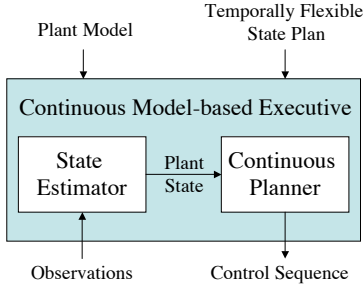 Plant Model
Temporally Flexible
State Plan
Continuous Model-based Executive
State
Estimator
Plant
State
Continuous
Planner
Observations
Control Sequence